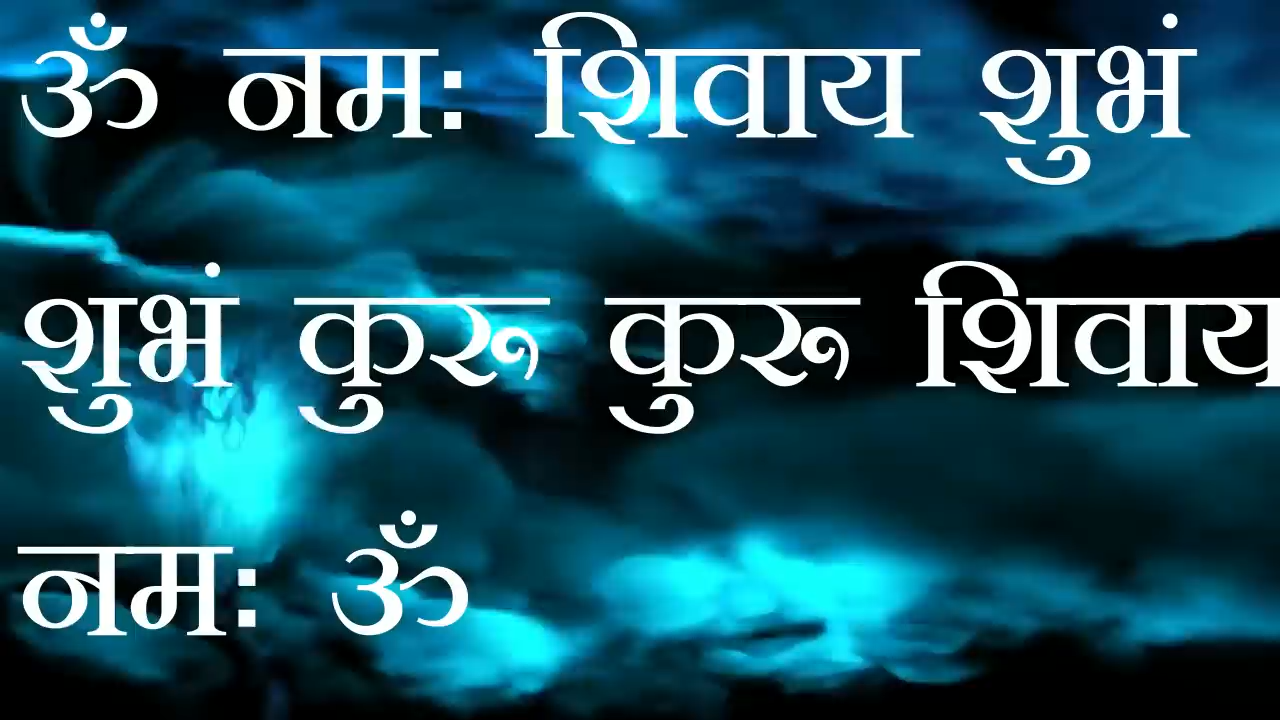 ॐ नमः शिवाय शुभं
शुभं कुरू कुरू शिवाय
नमः ॐ